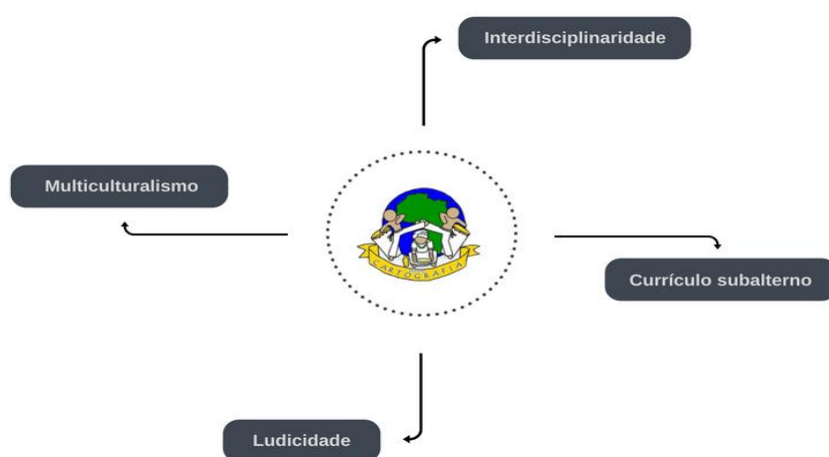 Interdisciplinaridade
Multiculturalismo
CARTOGRAFIA
Currículo subalterno
Ludicidade